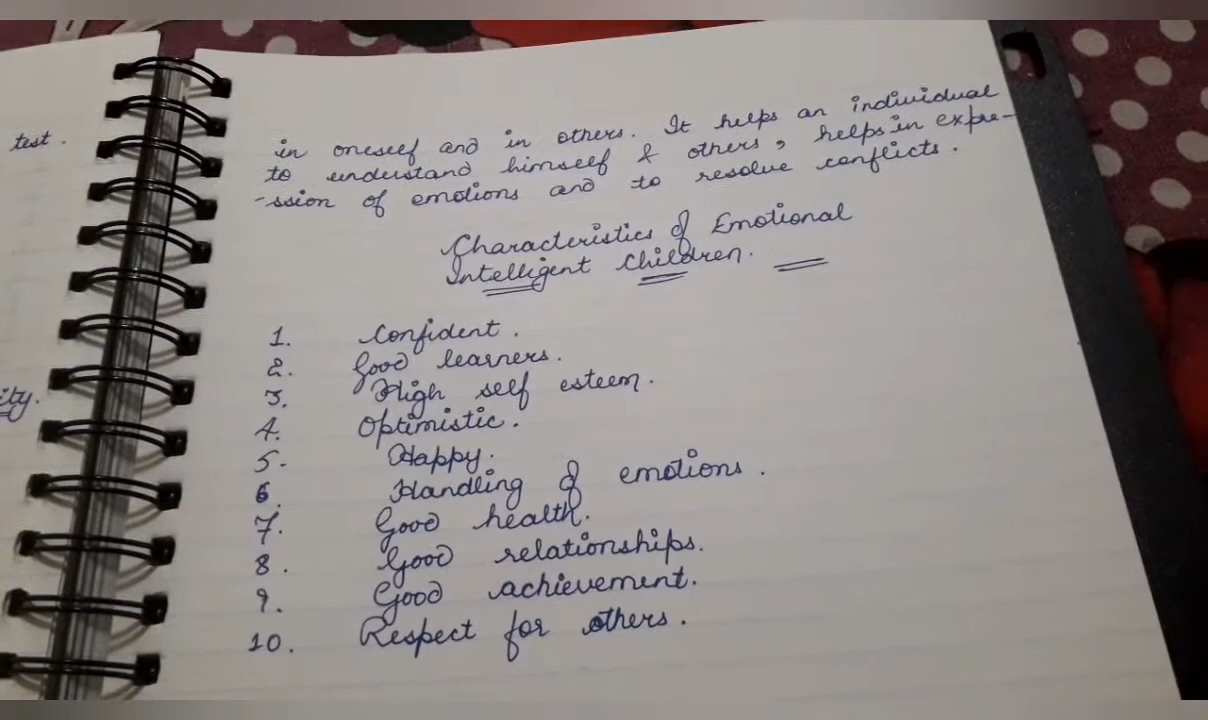 test.
ity.
in oneself and in others. It helps an individual
to understand himself & others, helps in expre-
-ssion of emotions and to resolve conflicts.
Characteristics of Emotional
Intelligent Children.
1. Confident.
2. Good learners.
3. High self esteem.
4. Optimistic.
5. Happy.
6. Handling of emotions.
7. Good health.
8. Good relationships.
9. Good achievement.
10. Respect for others.